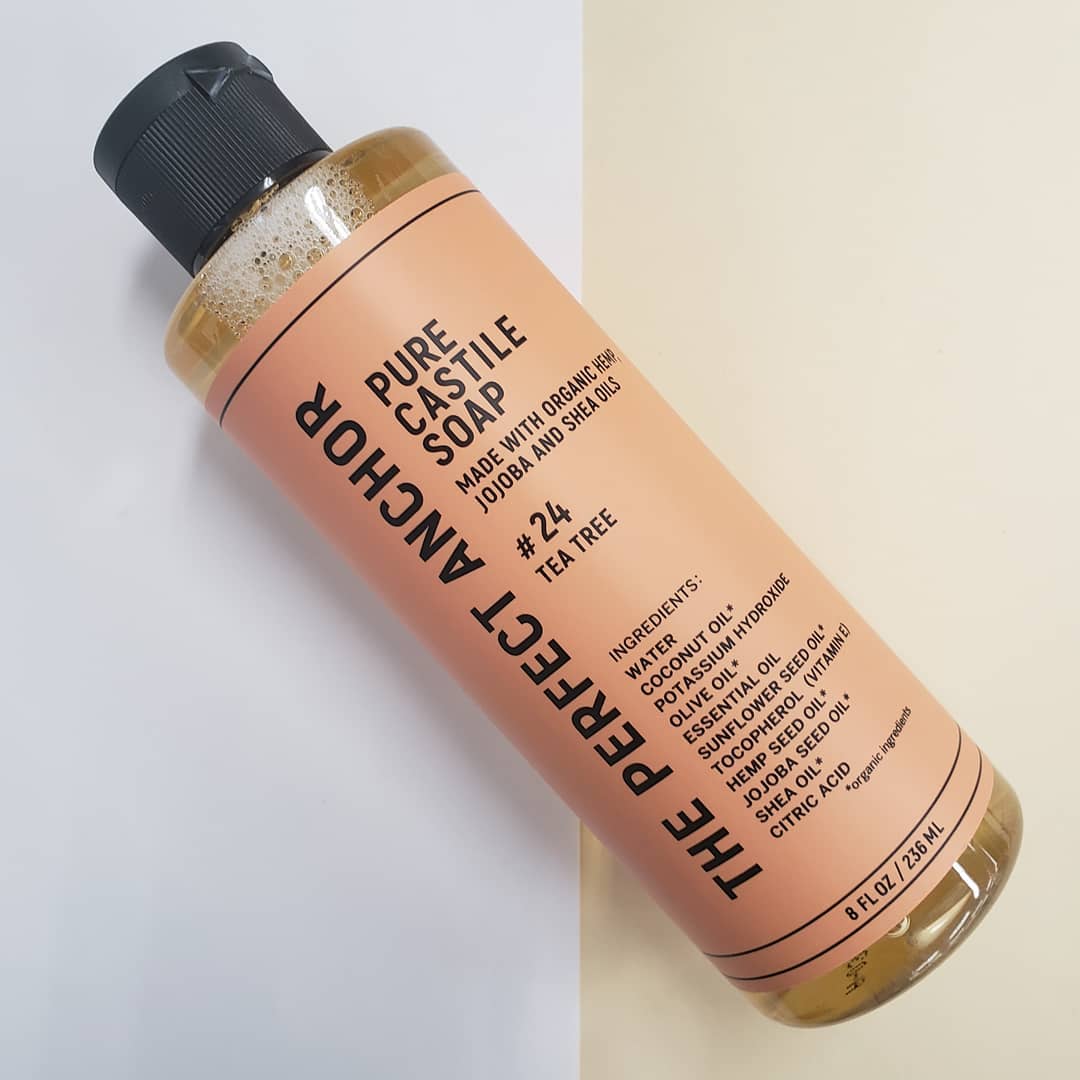 THE PERFECT ANCHOR
PURE
CASTILE
SOAP
MADE WITH ORGANIC HEMP,
JOJOBA AND SHEA OILS
# 24
TEA TREE
INGREDIENTS:
WATER
COCONUT OIL*
POTASSIUM HYDROXIDE
OLIVE OIL*
ESSENTIAL OIL
SUNFLOWER SEED OIL*
TOCOPHEROL (VITAMIN E)
HEMP SEED OIL*
JOJOBA SEED OIL*
SHEA OIL*
CITRIC ACID
*organic ingredients
8 FL OZ / 236 ML